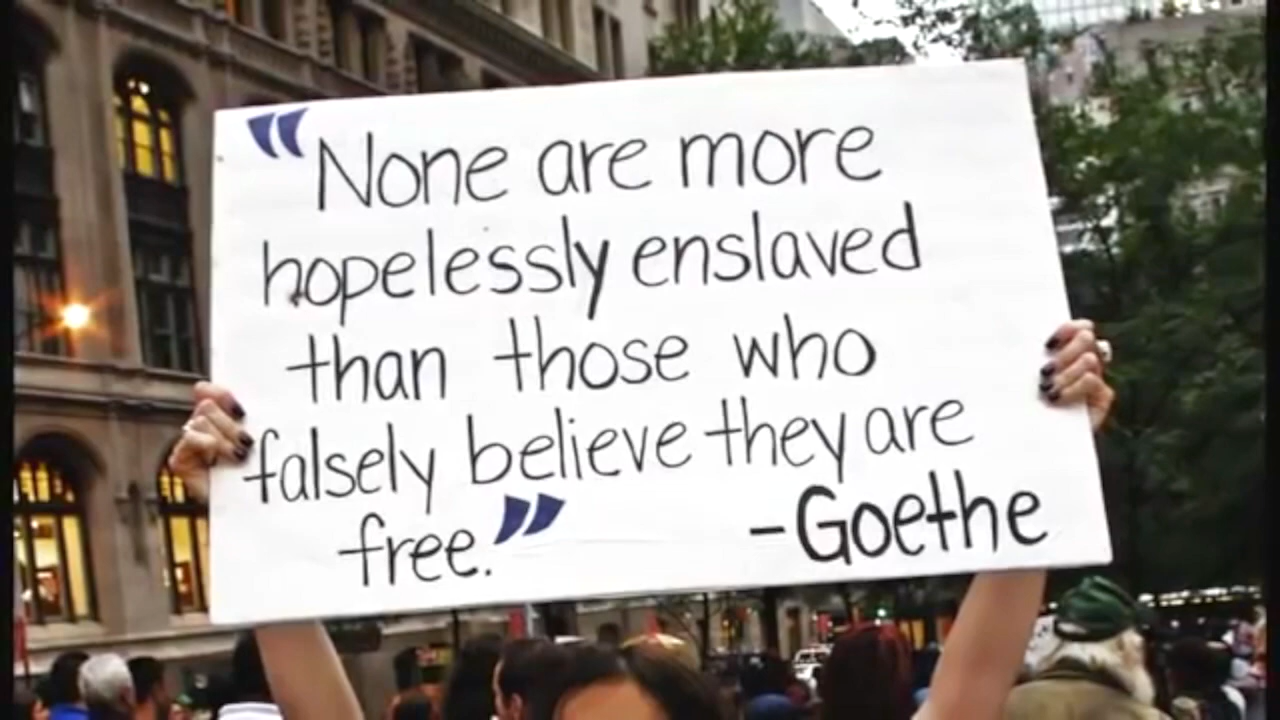 "None are more
hopelessly enslaved
than those who
falsely believe they are
free."
-Goethe